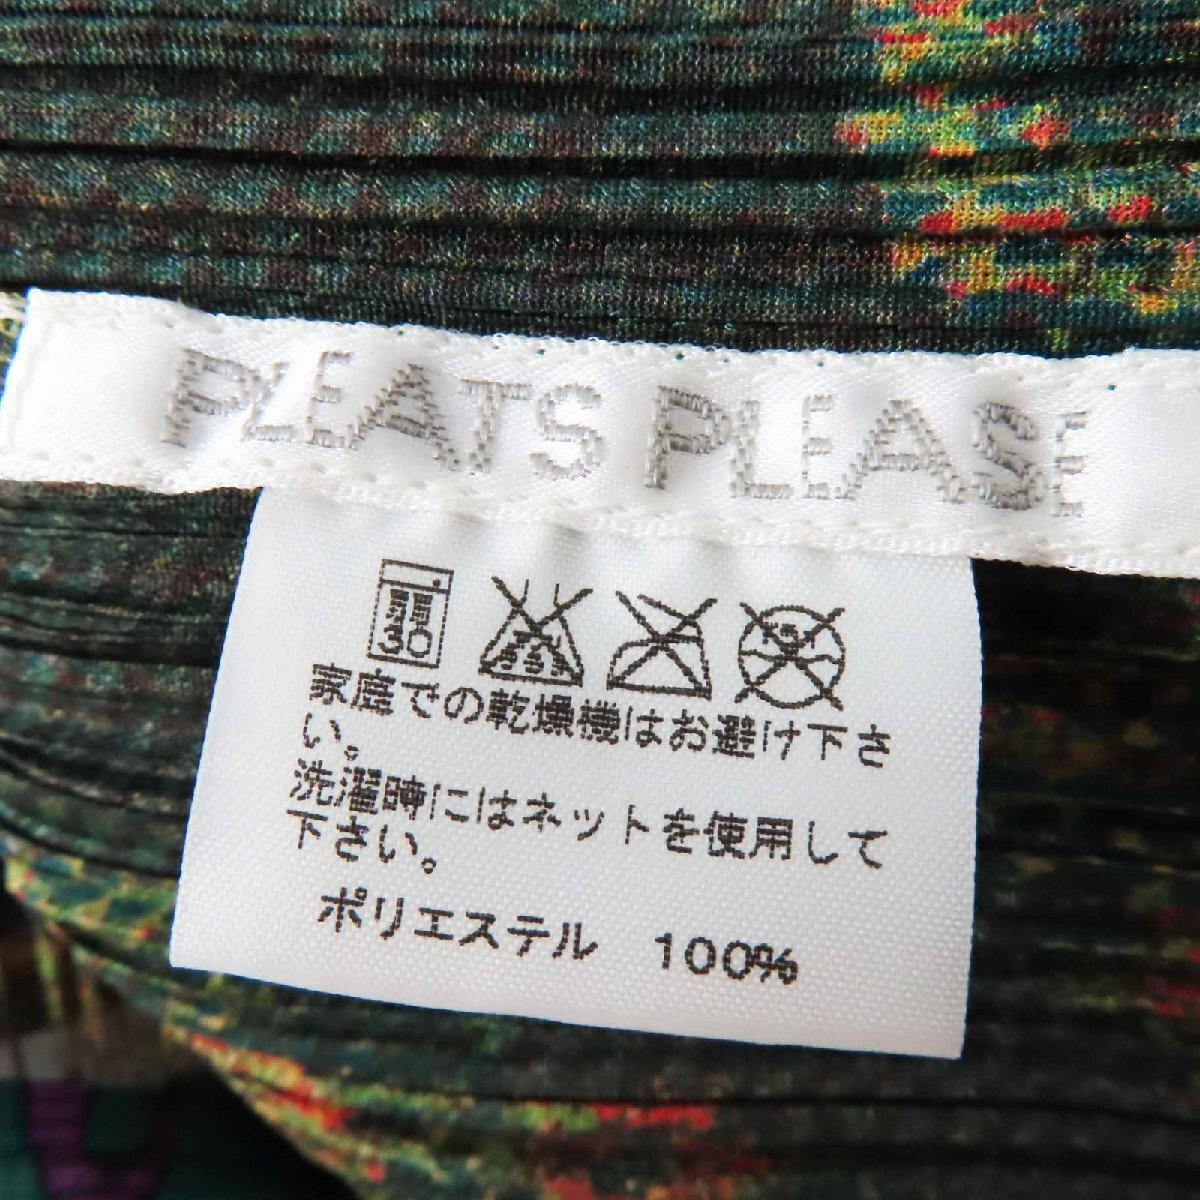 PLEATS PLEASE
30
家庭での乾燥機はお避け下さ
い。
洗濯時にはネットを使用して
下さい。
ポリエステル 100%